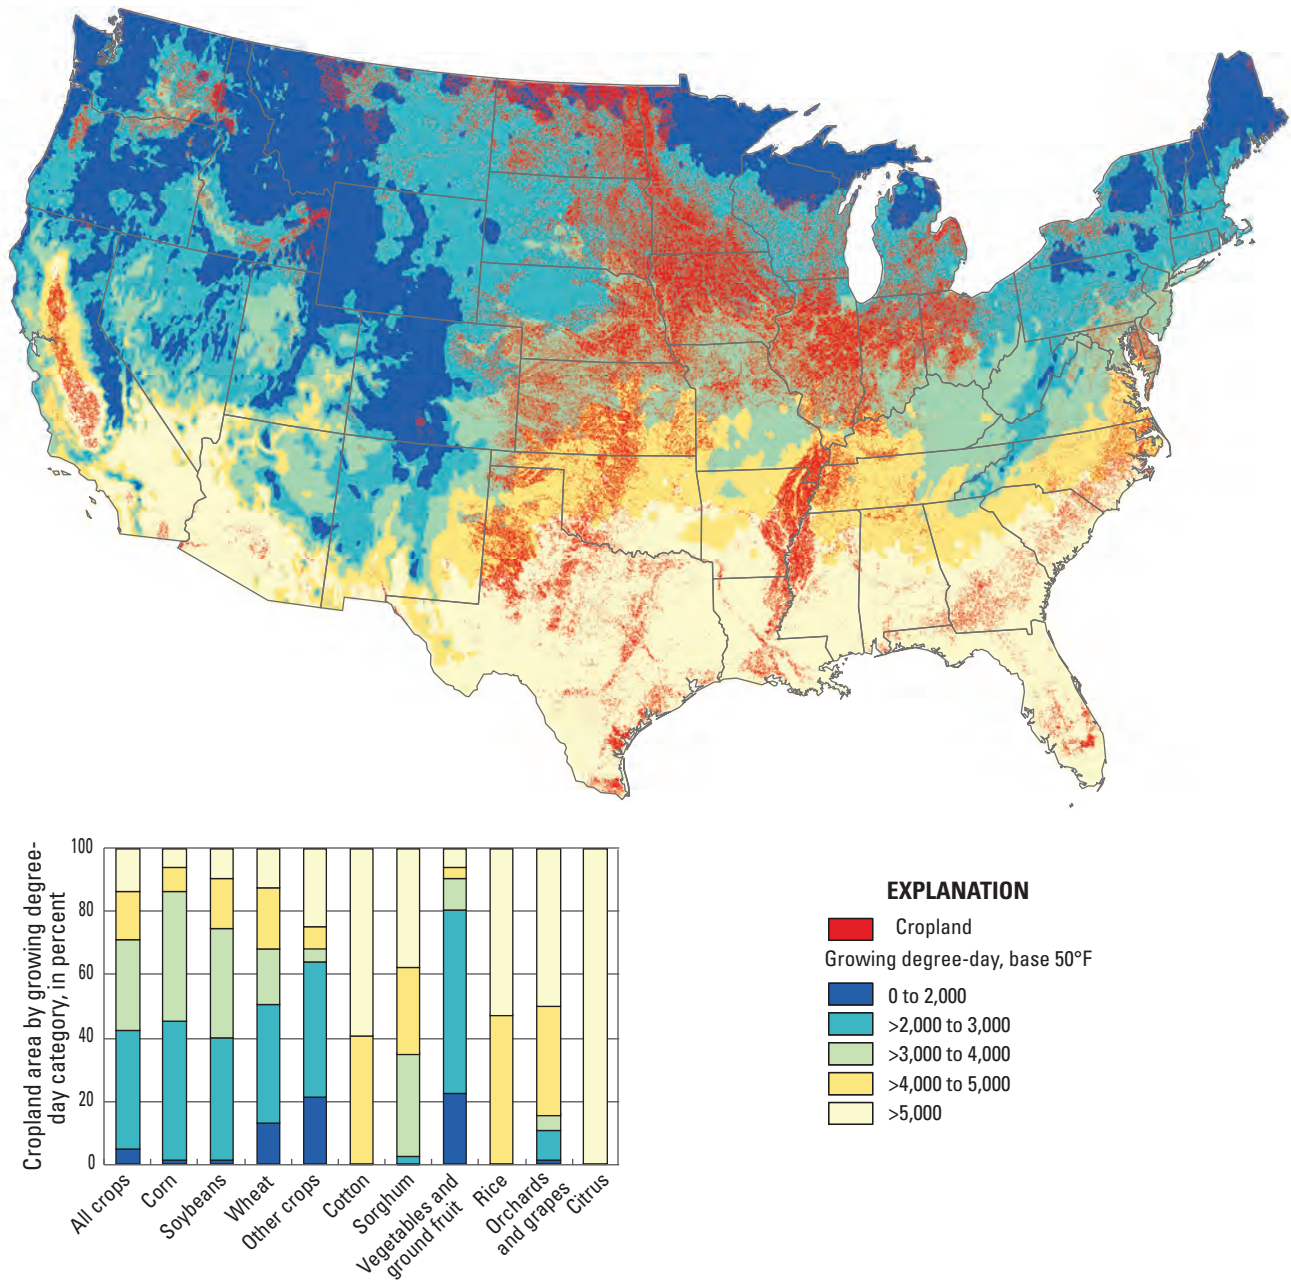 Cropland area by growing degree-
day category, in percent
100
80
60
40
20
0
All crops
Corn
Soybeans
Wheat
Other crops
Cotton
Sorghum
Vegetables and
ground fruit
Rice
Orchards
and grapes
Citrus
EXPLANATION
Cropland
Growing degree-day, base 50°F
0 to 2,000
>2,000 to 3,000
>3,000 to 4,000
>4,000 to 5,000
>5,000